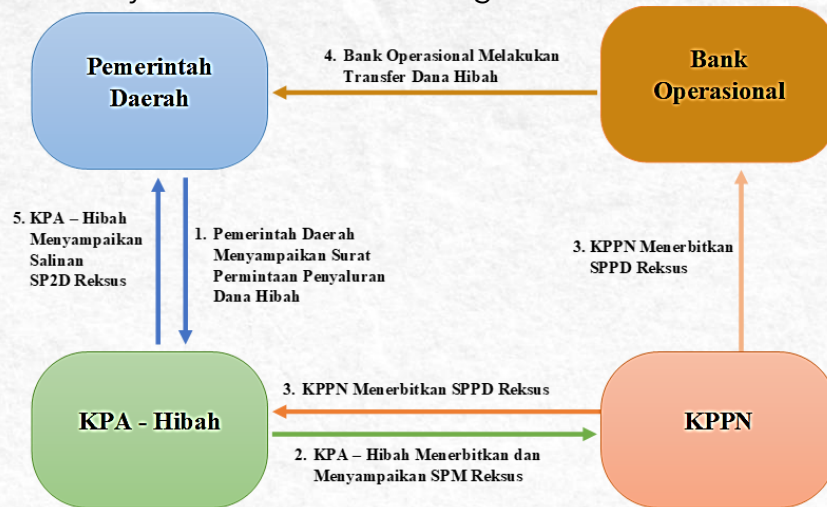 Pemerintah
Daerah
4. Bank Operasional Melakukan
Transfer Dana Hibah
Bank
Operasional
5. KPA – Hibah
Menyampaikan
Salinan
SP2D Reksus
1. Pemerintah Daerah
Menyampaikan Surat
Permintaan Penyaluran
Dana Hibah
3. KPPN Menerbitkan
SPPD Reksus
KPA - Hibah
3. KPPN Menerbitkan SPPD Reksus
2. KPA – Hibah Menerbitkan dan
Menyampaikan SPM Reksus
KPPN